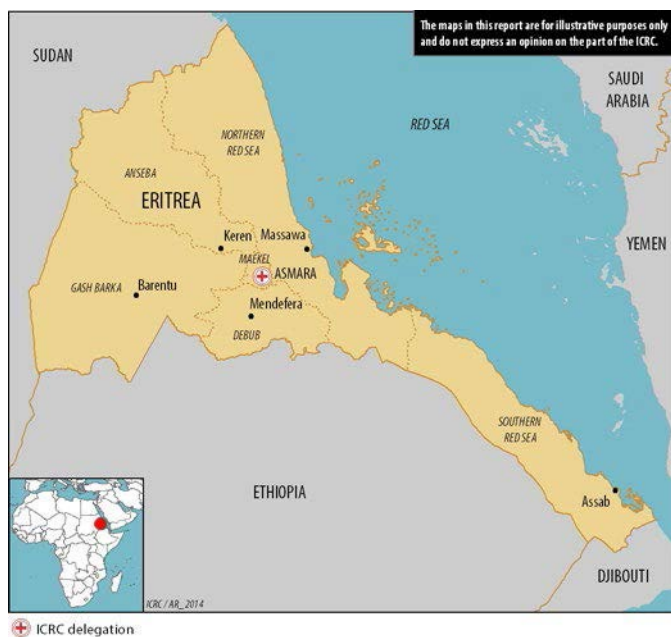 The maps in this report are for illustrative purposes only
and do not express an opinion on the part of the ICRC.
SUDAN
SAUDI
ARABIA
RED SEA
NORTHERN
RED SEA
ANSEBA
ERITREA
Keren
Massawa
YEMEN
MAEKEL
ASMARA
GASH BARKA
Barentu
Mendefera
DEBUB
SOUTHERN
RED SEA
ETHIOPIA
Assab
DJIBOUTI
ICRC / AR_2014
ICRC delegation